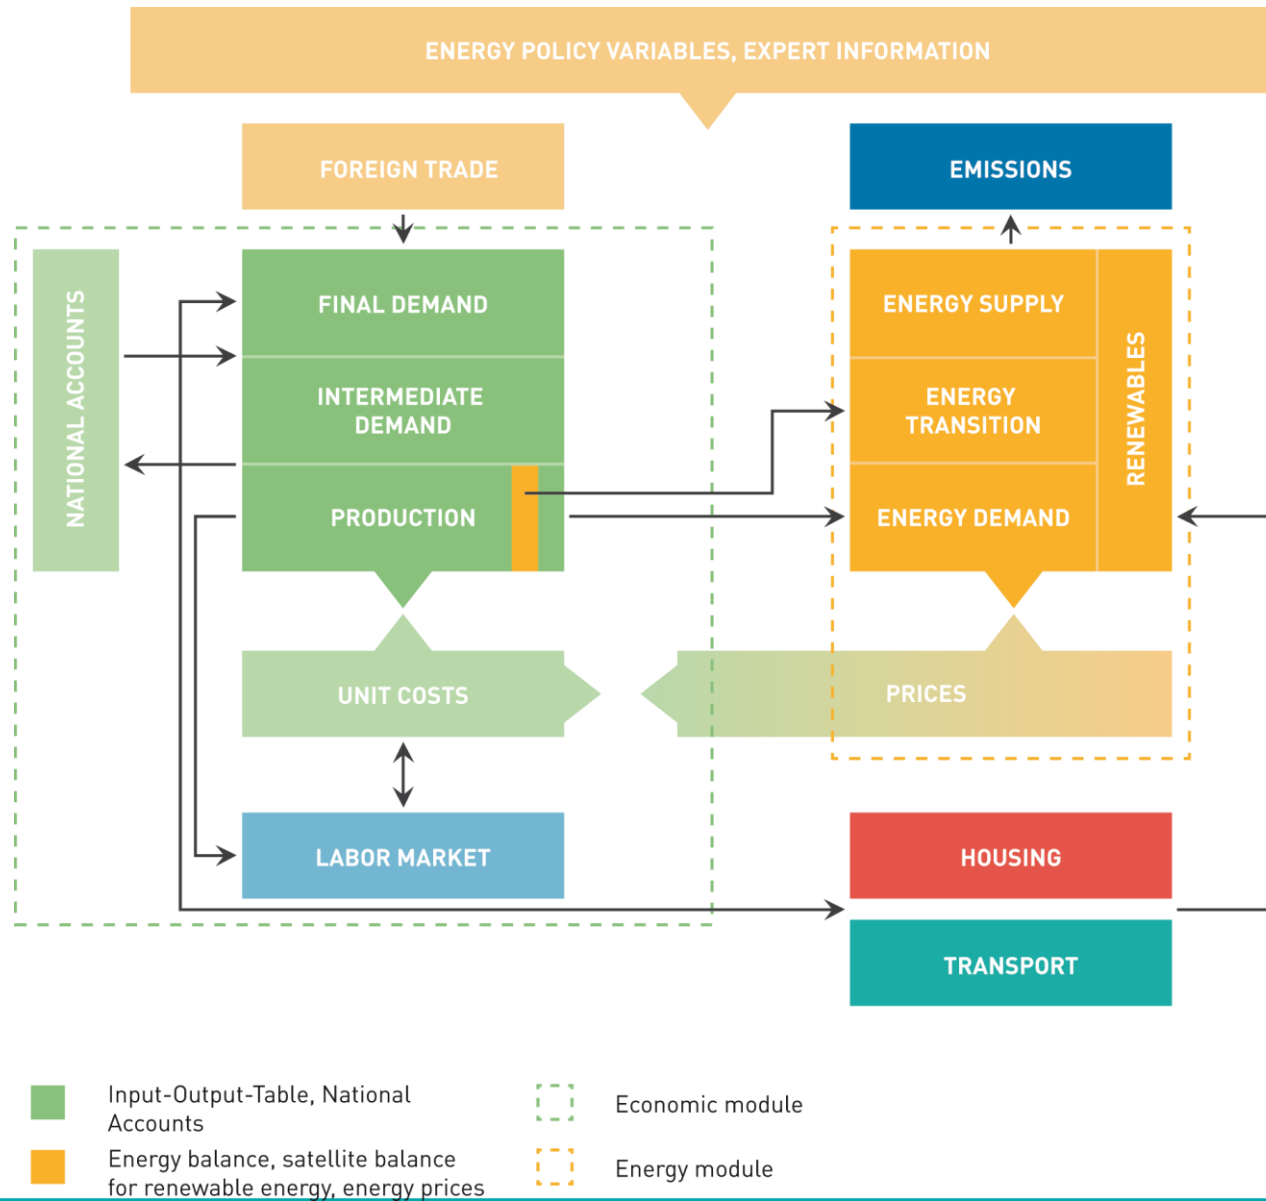 ENERGY POLICY VARIABLES, EXPERT INFORMATION
FOREIGN TRADE
EMISSIONS
NATIONAL ACCOUNTS
FINAL DEMAND
INTERMEDIATE
DEMAND
PRODUCTION
ENERGY SUPPLY
ENERGY
TRANSITION
ENERGY DEMAND
RENEWABLES
UNIT COSTS
PRICES
LABOR MARKET
HOUSING
TRANSPORT
Input-Output-Table, National
Accounts
Energy balance, satellite balance
for renewable energy, energy prices
Economic module
Energy module